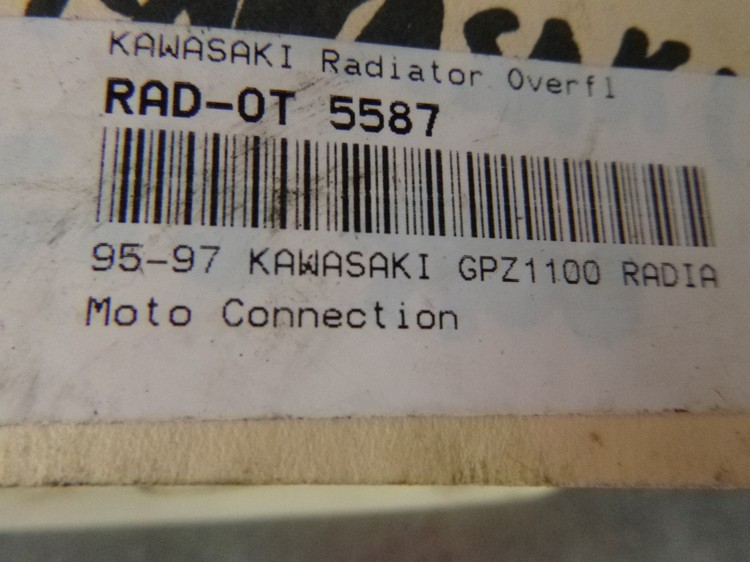 KAWASAKI Radiator Overfl
RAD-OT 5587
95-97 KAWASAKI GPZ1100 RADIA
Moto Connection